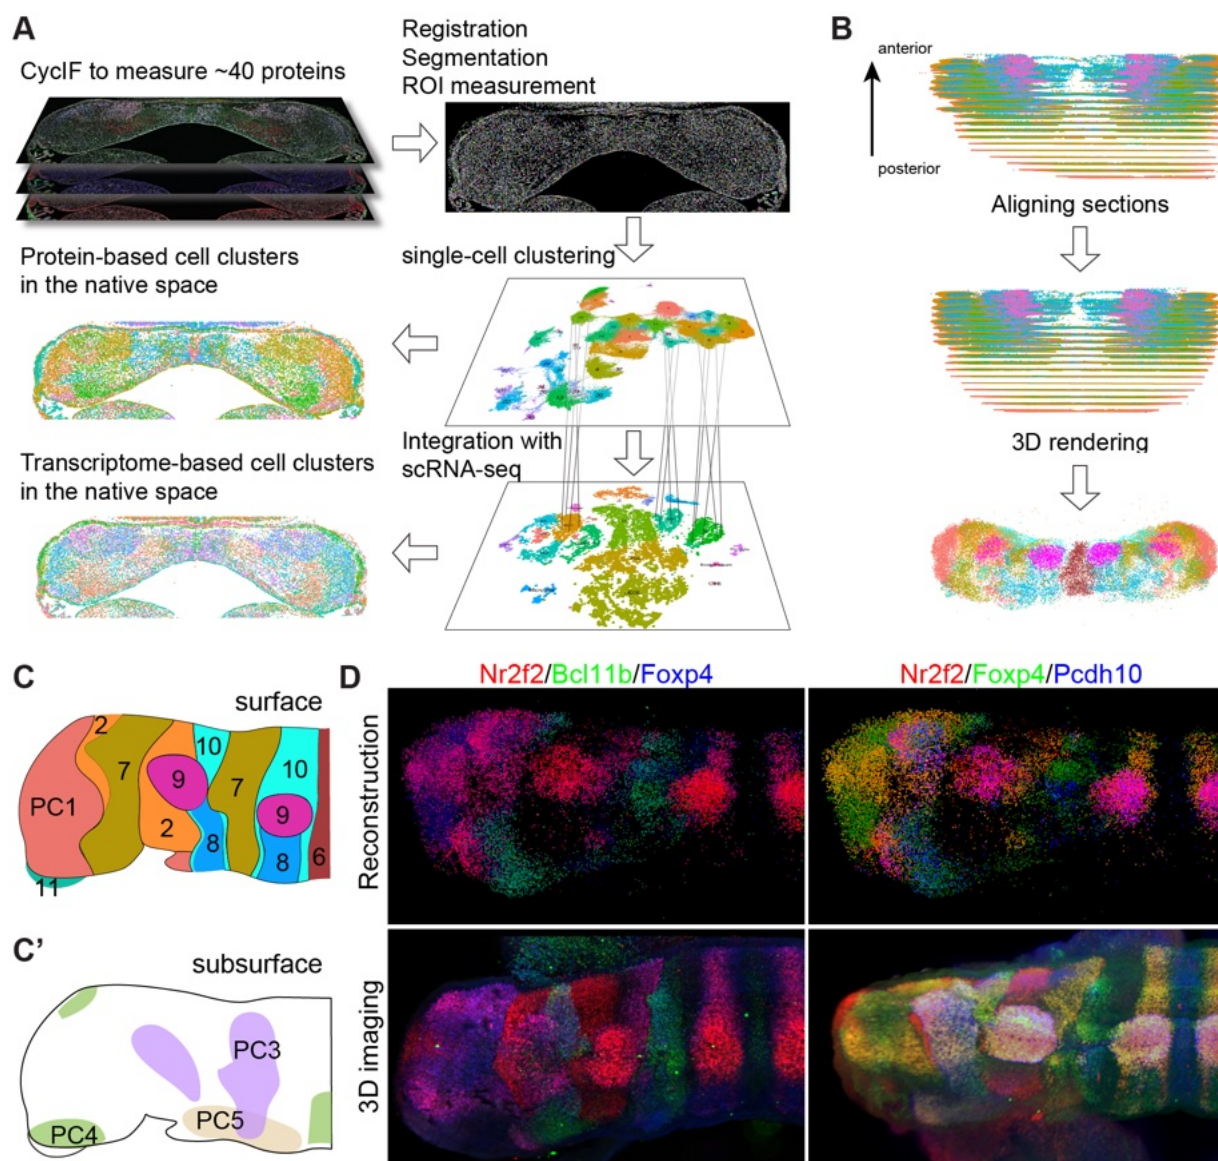 A
CycIF to measure ~40 proteins
Registration
Segmentation
ROI measurement
Protein-based cell clusters
in the native space
single-cell clustering
Transcriptome-based cell clusters
in the native space
Integration with
scRNA-seq
B
anterior
posterior
Aligning sections
3D rendering
C
surface
2
10
7
9
7
10
PC1
9
2
8
8
6
11
C'
subsurface
PC3
PC4
PC5
D
Nr2f2/Bcl11b/Foxp4
Nr2f2/Foxp4/Pcdh10
Reconstruction
3D imaging